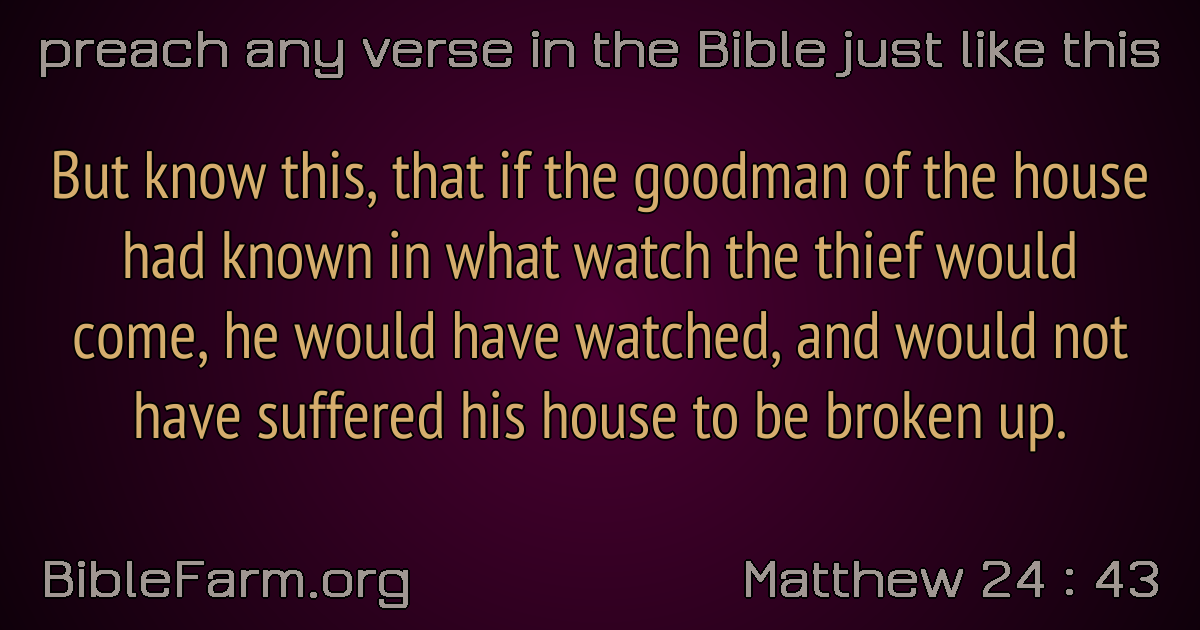 preach any verse in the Bible just like this
But know this, that if the goodman of the house
had known in what watch the thief would
come, he would have watched, and would not
have suffered his house to be broken up.
BibleFarm.org
Matthew 24 : 43